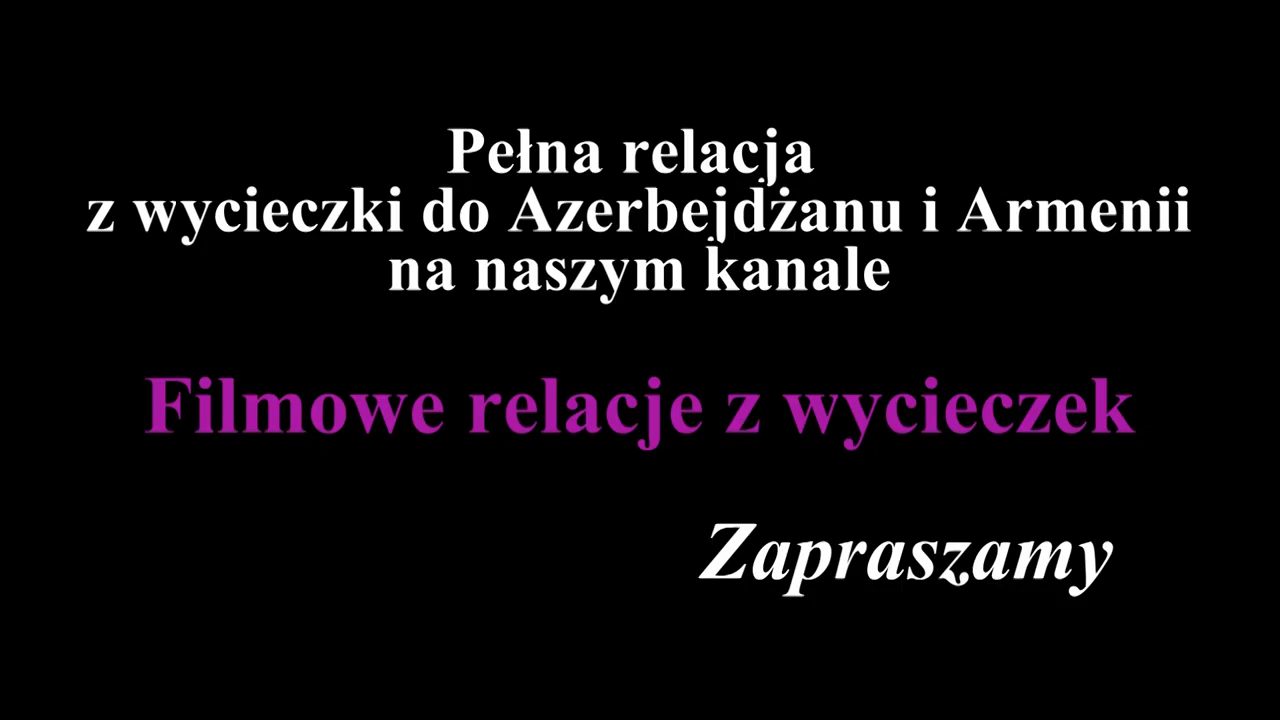 Pełna relacja
z wycieczki do Azerbejdżanu i Armenii
na naszym kanale
Filmowe relacje z wycieczek
Zapraszamy